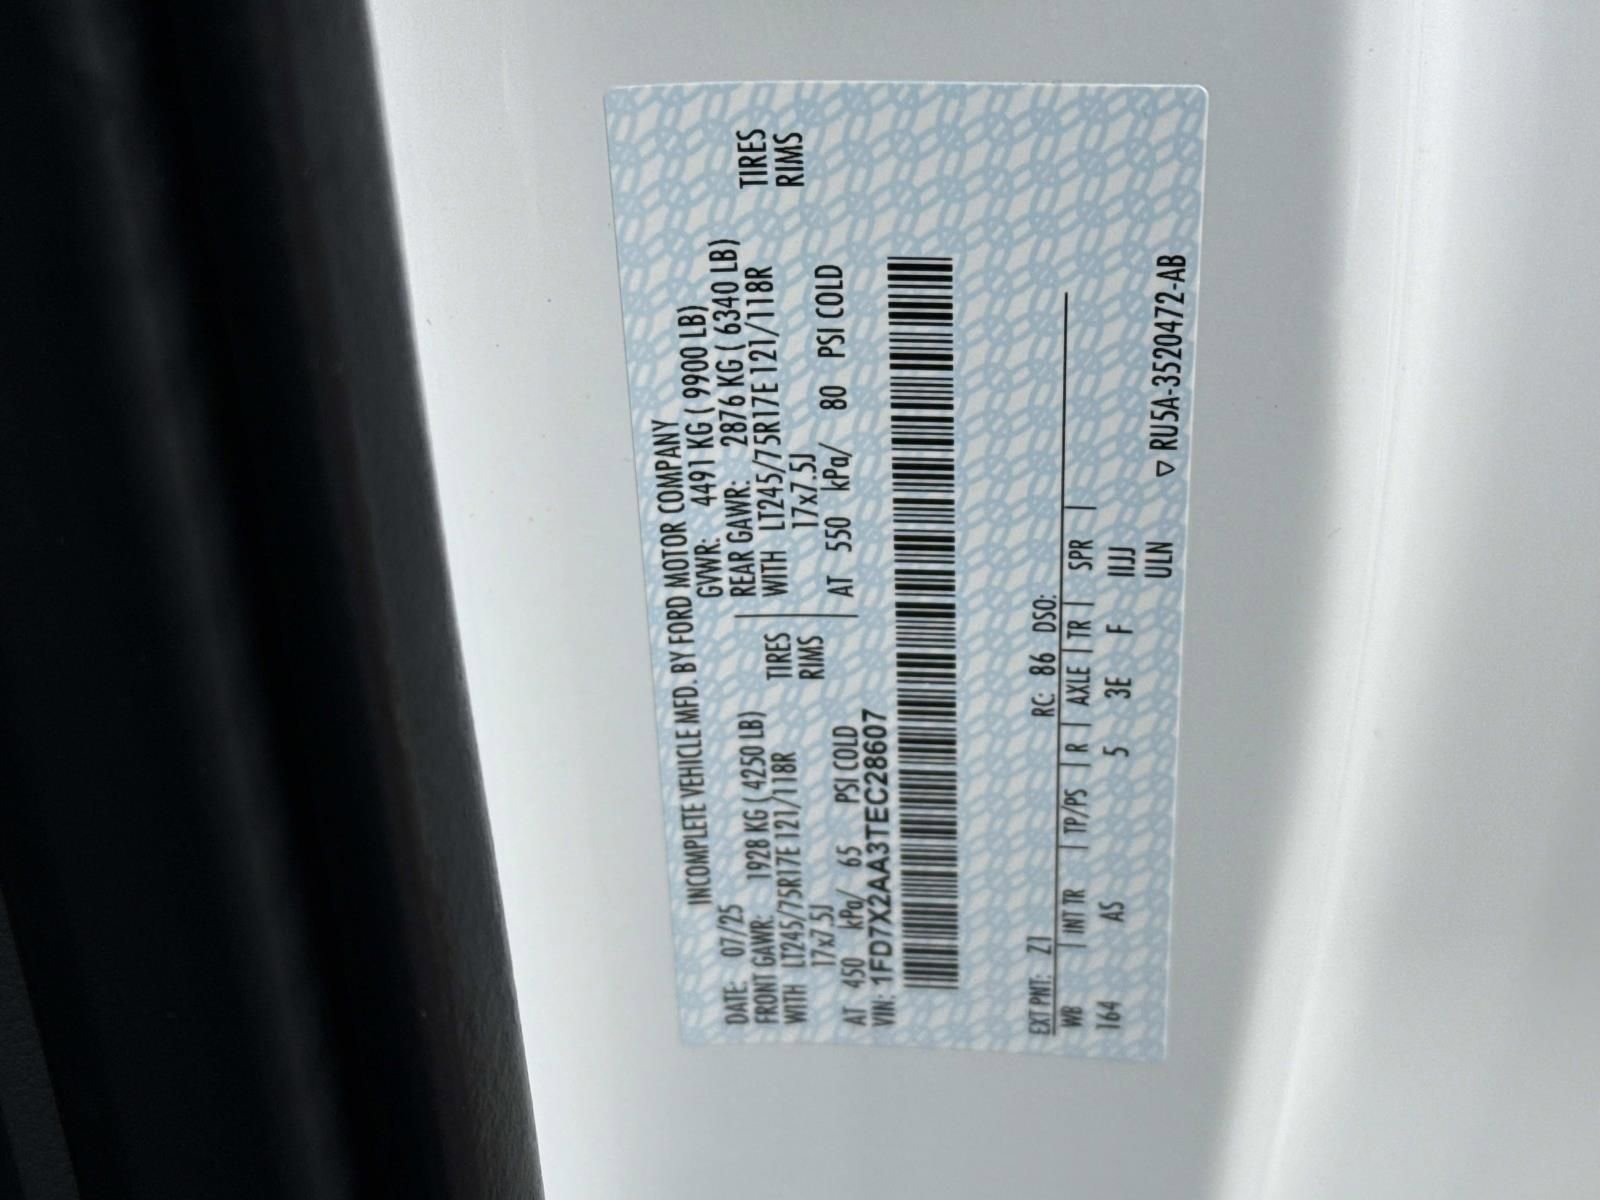 INCOMPLETE VEHICLE MFD. BY FORD MOTOR COMPANY
DATE: 07/25 GVWR: 4491 KG ( 9900 LB)
FRONT GAWR: 1928 KG ( 4250 LB) REAR GAWR: 2876 KG ( 6340 LB)
WITH LT245/75R17E 121/118R TIRES WITH LT245/75R17E 121/118R TIRES
17x7.5J RIMS 17x7.5J RIMS
AT 450 kPa/ 65 PSI COLD AT 550 kPa/ 80 PSI COLD
VIN: 1FD7X2AA3TEC28607
EXT PNT: Z1 RC: 86 DSO:
WB | INT TR | TP/PS | R | AXLE | TR | SPR |
164 AS 5 3E F IIJJ
ULN ▽ RU5A-3520472-AB